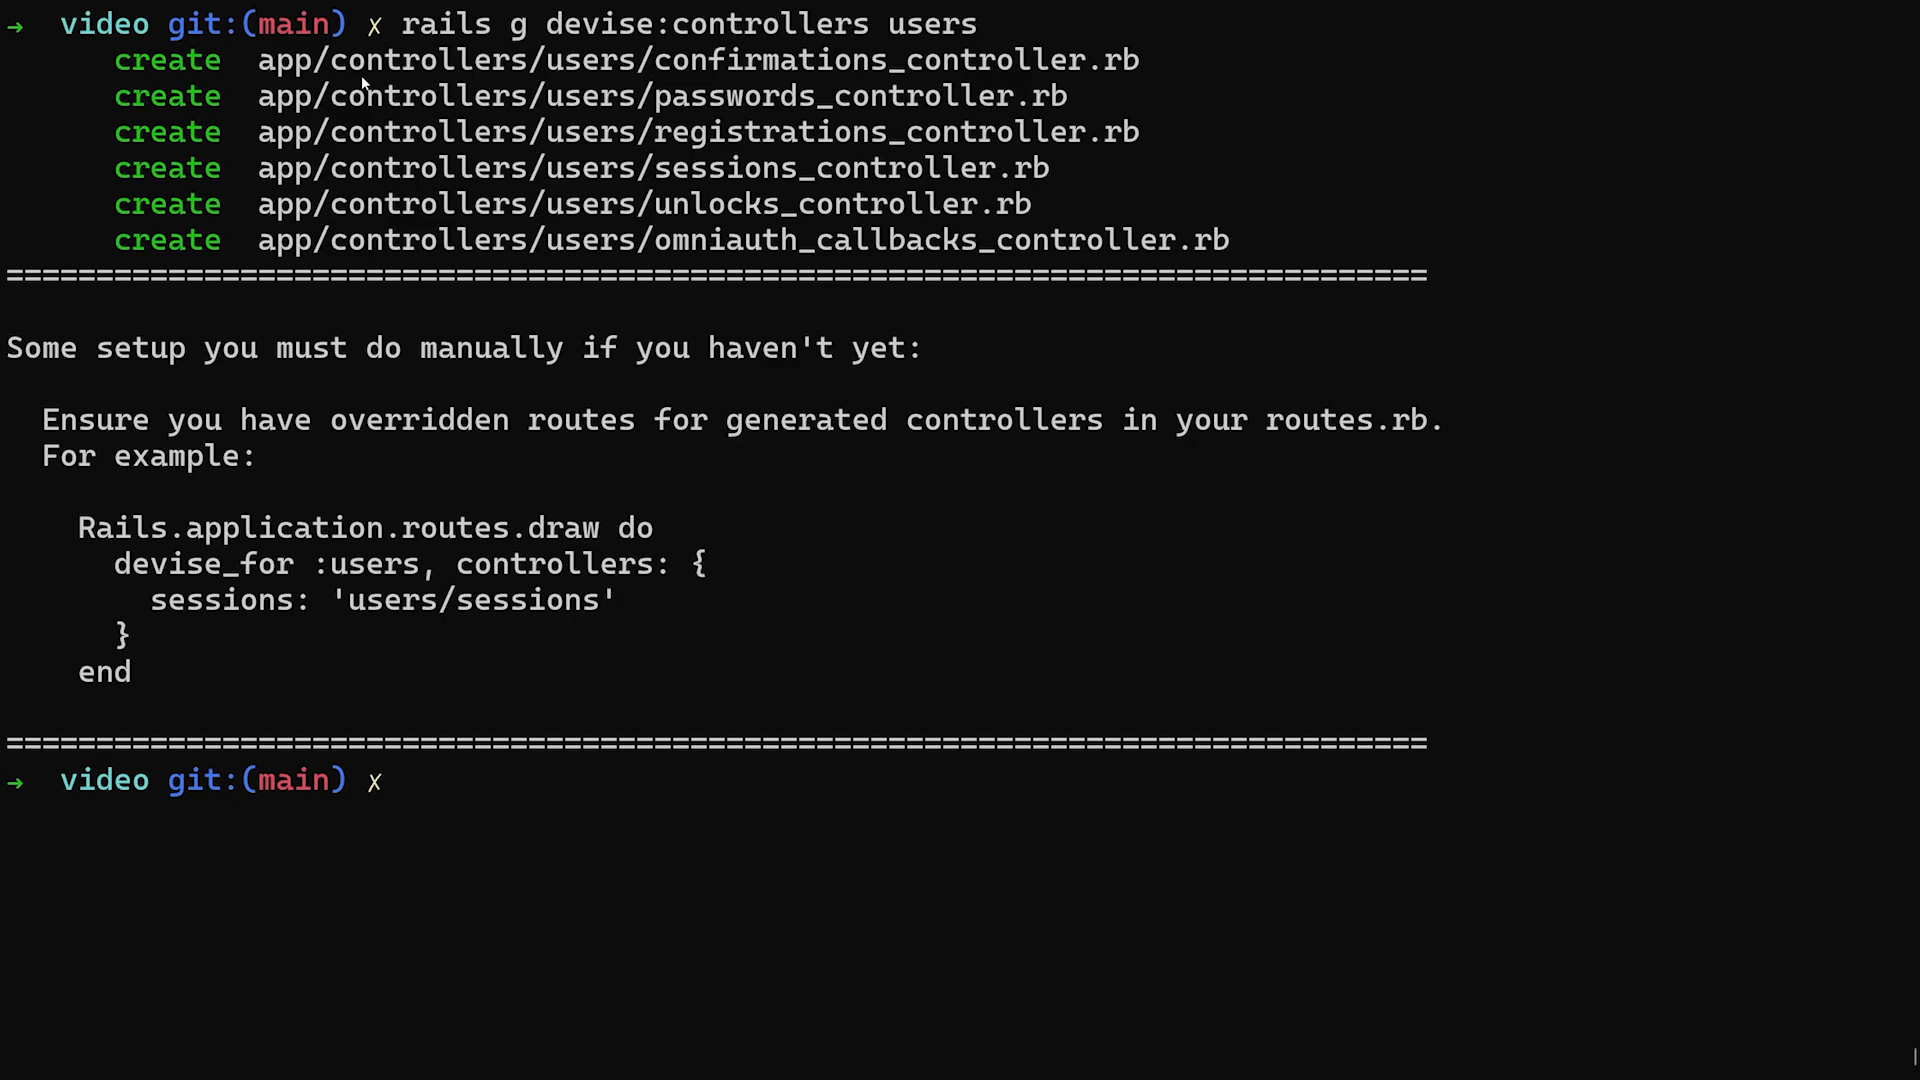 → video git:(main) ✗ rails g devise:controllers users
create app/controllers/users/confirmations_controller.rb
create app/controllers/users/passwords_controller.rb
create app/controllers/users/registrations_controller.rb
create app/controllers/users/sessions_controller.rb
create app/controllers/users/unlocks_controller.rb
create app/controllers/users/omniauth_callbacks_controller.rb
===============================================================================
Some setup you must do manually if you haven't yet:
Ensure you have overridden routes for generated controllers in your routes.rb.
For example:
Rails.application.routes.draw do
devise_for :users, controllers: {
sessions: 'users/sessions'
}
end
===============================================================================
→ video git:(main) ✗